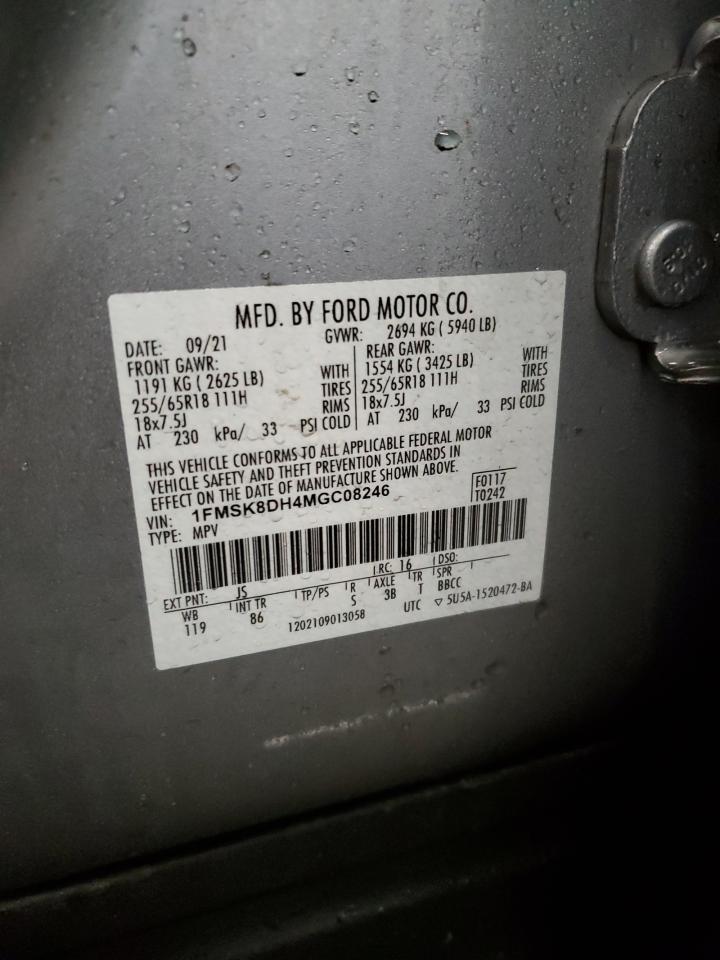 MFD. BY FORD MOTOR CO.
DATE: 09/21 GVWR: 2694 KG ( 5940 LB)
FRONT GAWR:
1191 KG ( 2625 LB) WITH
255/65R18 111H TIRES
18x7.5J RIMS
AT 230 kPa/ 33 PSI COLD
REAR GAWR:
1554 KG ( 3425 LB) WITH
255/65R18 111H TIRES
18x7.5J RIMS
AT 230 kPa/ 33 PSI COLD
THIS VEHICLE CONFORMS TO ALL APPLICABLE FEDERAL MOTOR
VEHICLE SAFETY AND THEFT PREVENTION STANDARDS IN
EFFECT ON THE DATE OF MANUFACTURE SHOWN ABOVE.
VIN: 1FMSK8DH4MGC08246
TYPE: MPV
F0117
T0242
EXT PNT: JS RC: 16 DSO:
WB INT TR TP/PS R AXLE TR SPR
119 86 S 3B T BBCC
1202109013058 UTC ▽ 5U5A-1520472-BA